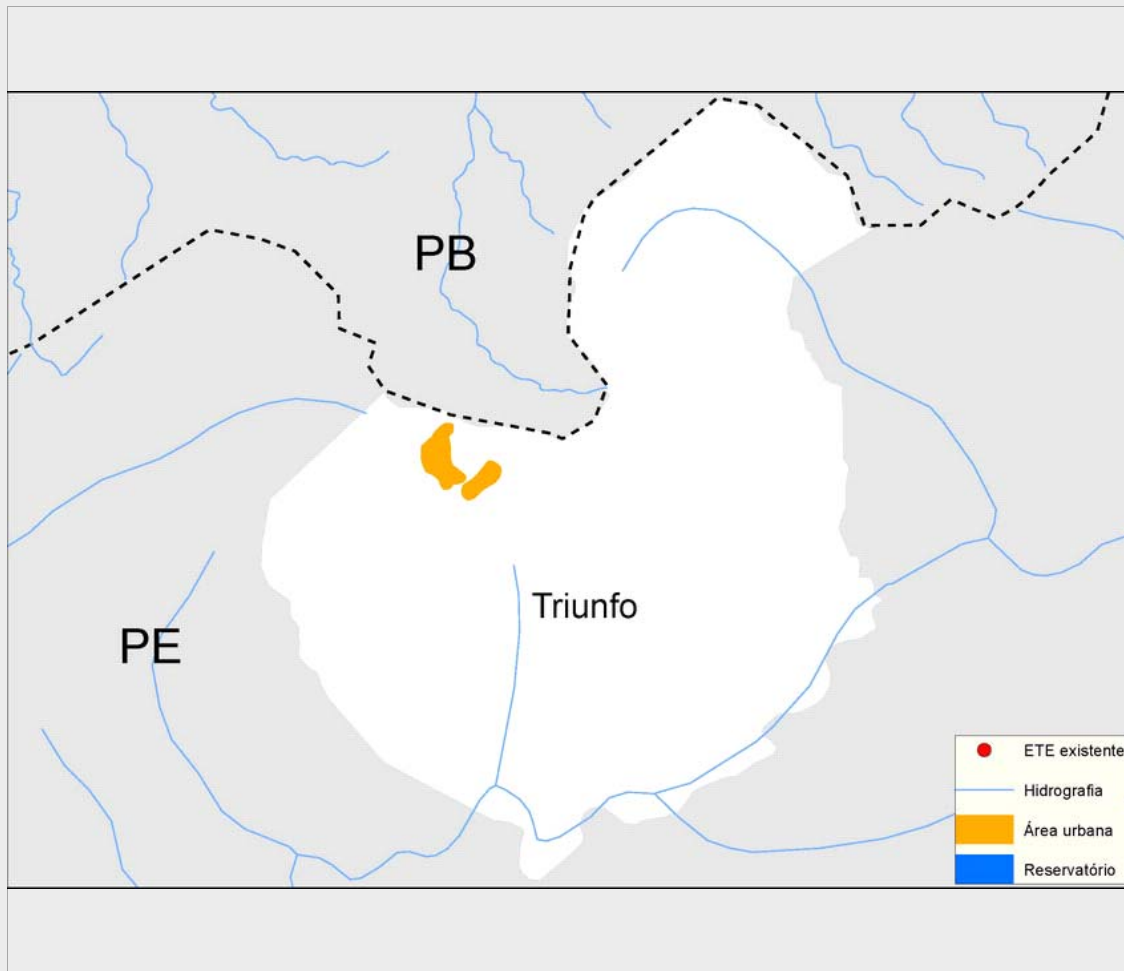 PB
Triunfo
PE
ETE existente
Hidrografia
Área urbana
Reservatório